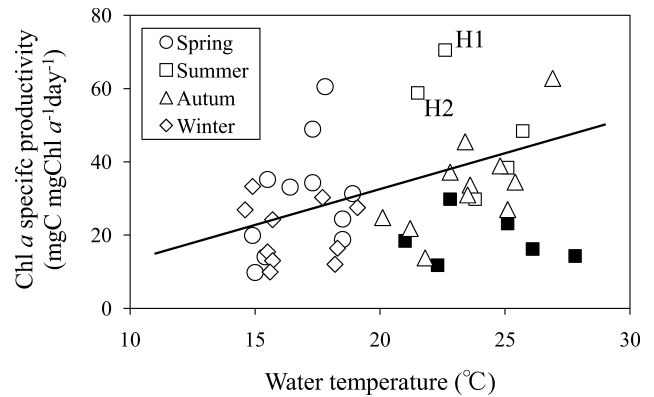 Chl a specifc productivity
(mgC mgChl a⁻¹day⁻¹)
80
60
40
20
0
Spring
Summer
Autum
Winter
H1
H2
10
15
20
25
30
Water temperature (℃)